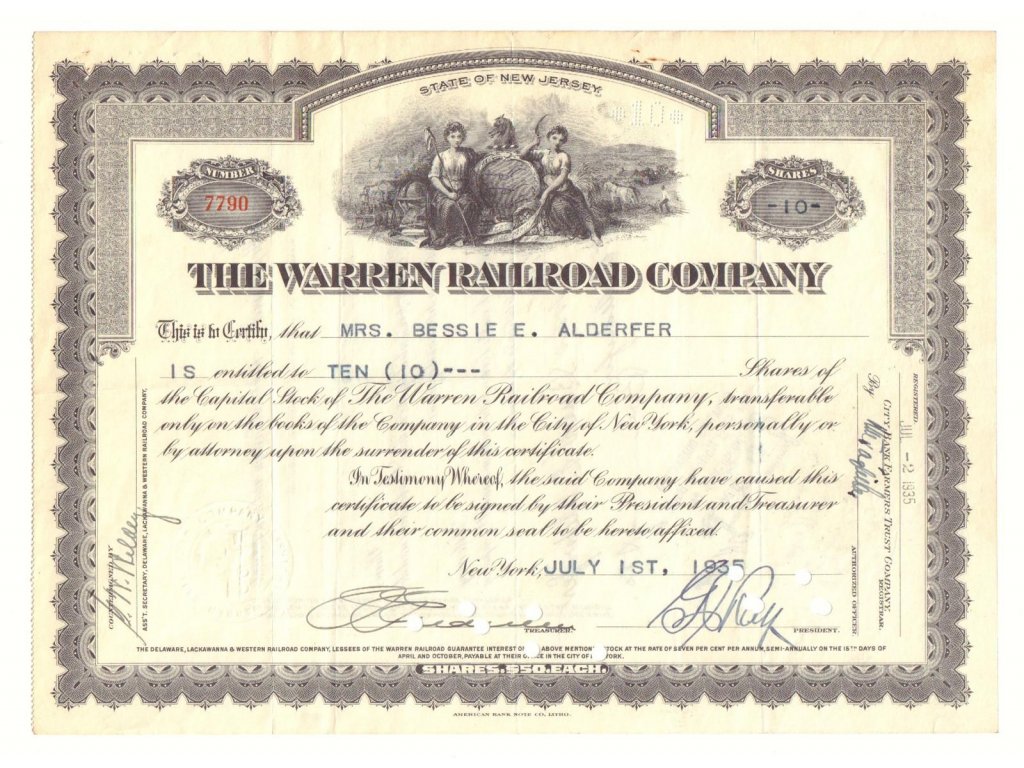 STATE OF NEW JERSEY
*10*
NUMBER
7790
SHARES
-10-
THE WARREN RAILROAD COMPANY
This is to Certify, that MRS. BESSIE E. ALDERFER
IS entitled to TEN (10)--- Shares of
the Capital Stock of The Warren Railroad Company, transferable
only on the books of the Company in the City of New York, personally or
by attorney upon the surrender of this certificate.
In Testimony Whereof, the said Company have caused this
certificate to be signed by their President and Treasurer
and their common seal to be hereto affixed.
New York, JULY 1ST, 1935
TREASURER.
PRESIDENT.
THE DELAWARE, LACKAWANNA & WESTERN RAILROAD COMPANY, LESSEES OF THE WARREN RAILROAD GUARANTEE INTEREST ON ABOVE MENTION STOCK AT THE RATE OF SEVEN PER CENT PER ANNUM, SEMI-ANNUALLY ON THE 15TH DAYS OF
APRIL AND OCTOBER, PAYABLE AT THEIR O CE IN THE CITY OF YORK.
SHARES, $50. EACH.
AMERICAN BANK NOTE CO, LITHO.
COUNTERSIGNED BY
ASS'T. SECRETARY, DELAWARE, LACKAWANNA & WESTERN RAILROAD COMPANY.
REGISTERED JUL -2 1935
CITY BANK FARMERS TRUST COMPANY, REGISTRAR.
By
AUTHORIZED OFFICER.